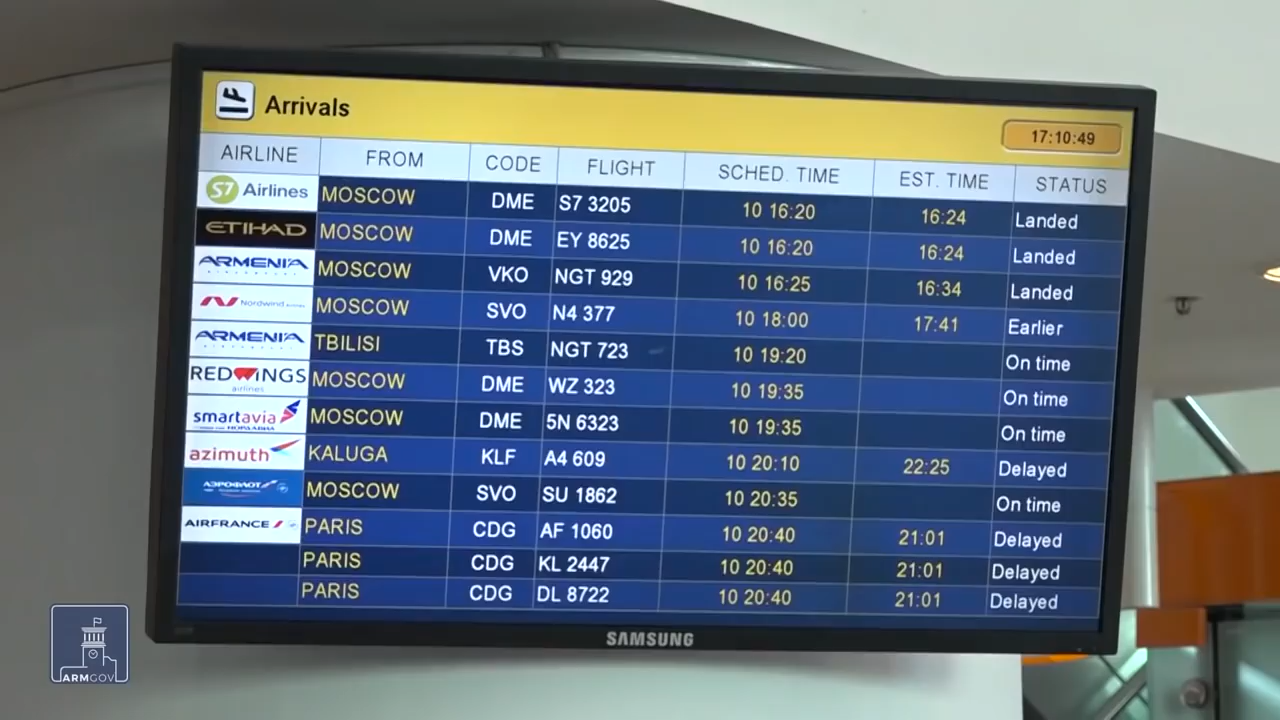 Arrivals
17:10:49
AIRLINE FROM CODE FLIGHT SCHED. TIME EST. TIME STATUS
S7 Airlines MOSCOW DME S7 3205 10 16:20 16:24 Landed
ETIHAD MOSCOW DME EY 8625 10 16:20 16:24 Landed
ARMENIA MOSCOW VKO NGT 929 10 16:25 16:34 Landed
Nordwind MOSCOW SVO N4 377 10 18:00 17:41 Earlier
ARMENIA TBILISI TBS NGT 723 10 19:20 On time
REDWINGS airlines MOSCOW DME WZ 323 10 19:35 On time
smartavia MOSCOW DME 5N 6323 10 19:35 On time
azimuth KALUGA KLF A4 609 10 20:10 22:25 Delayed
АЭРОФЛОТ MOSCOW SVO SU 1862 10 20:35 On time
AIRFRANCE PARIS CDG AF 1060 10 20:40 21:01 Delayed
PARIS CDG KL 2447 10 20:40 21:01 Delayed
PARIS CDG DL 8722 10 20:40 21:01 Delayed
SAMSUNG
ARMGOV